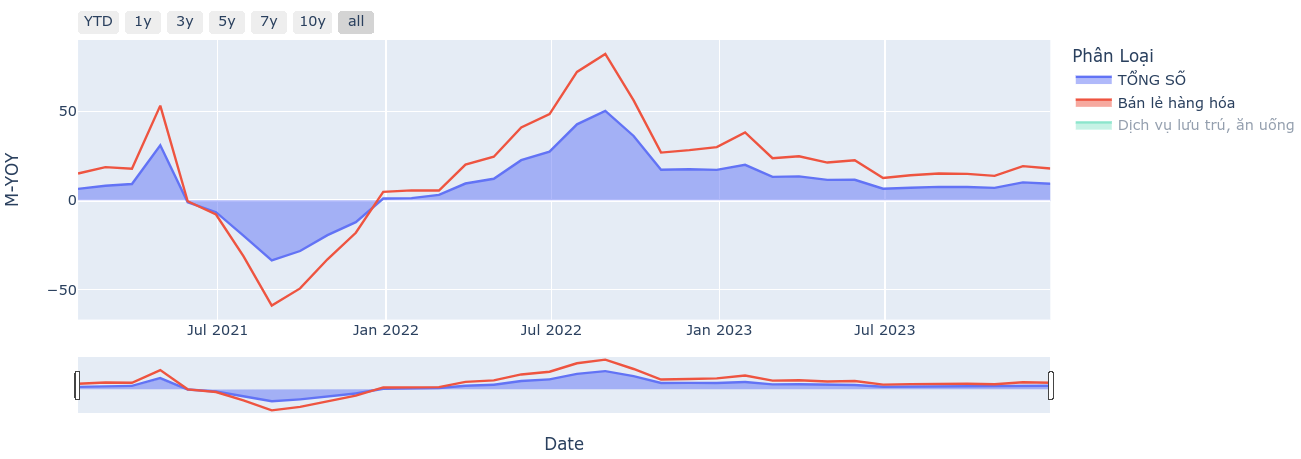 YTD 1y 3y 5y 7y 10y all
Phân Loại
TỔNG SỐ
Bán lẻ hàng hóa
Dịch vụ lưu trú, ăn uống
M-YOY
50
0
−50
Jul 2021 Jan 2022 Jul 2022 Jan 2023 Jul 2023
Date